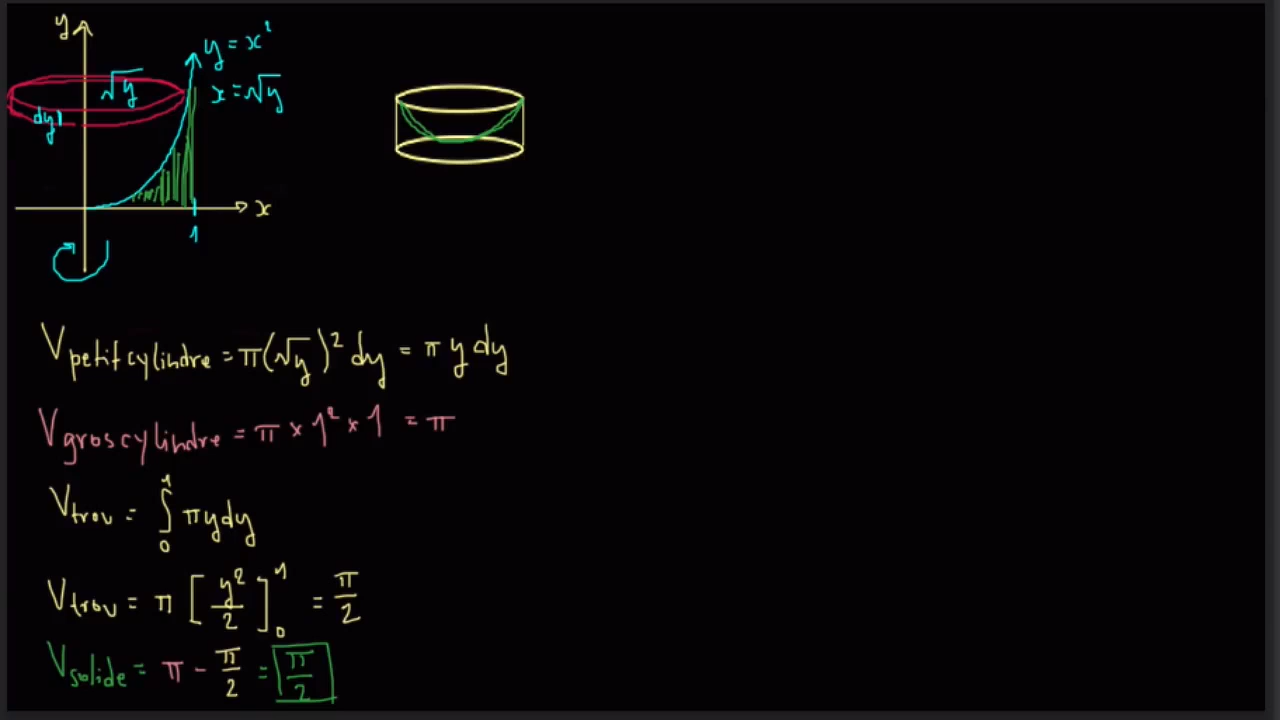 y
y = x²
√y
x = √y
dy
x
1
V petit cylindre = π(√y)² dy = π y dy
V gros cylindre = π × 1² × 1 = π
V trou = ∫₀¹ π y dy
V trou = π [y²/2]₀¹ = π/2
V solide = π - π/2 = π/2